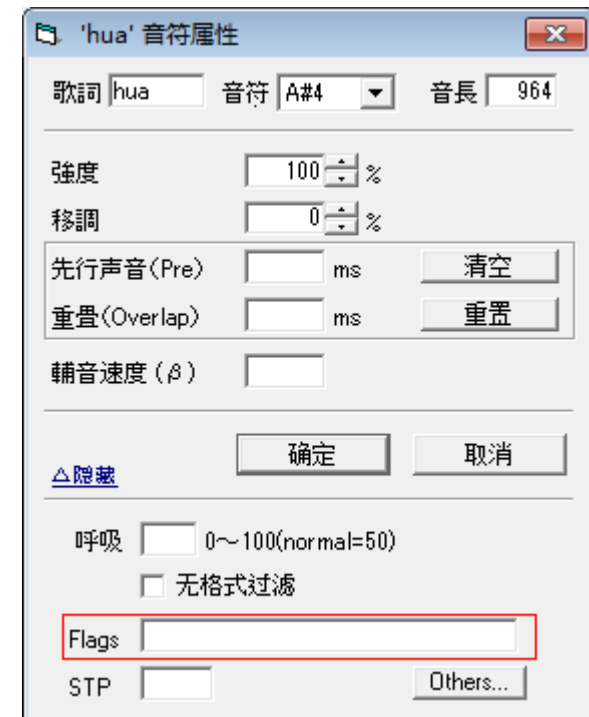 'hua' 音符属性
歌詞 hua 音符 A#4 音長 964
強度 100 %
移調 0 %
先行声音(Pre) ms 清空
重畳(Overlap) ms 重置
輔音速度(β)
△隠蔵 确定 取消
呼吸 0～100(normal=50)
无格式过滤
Flags
STP Others...